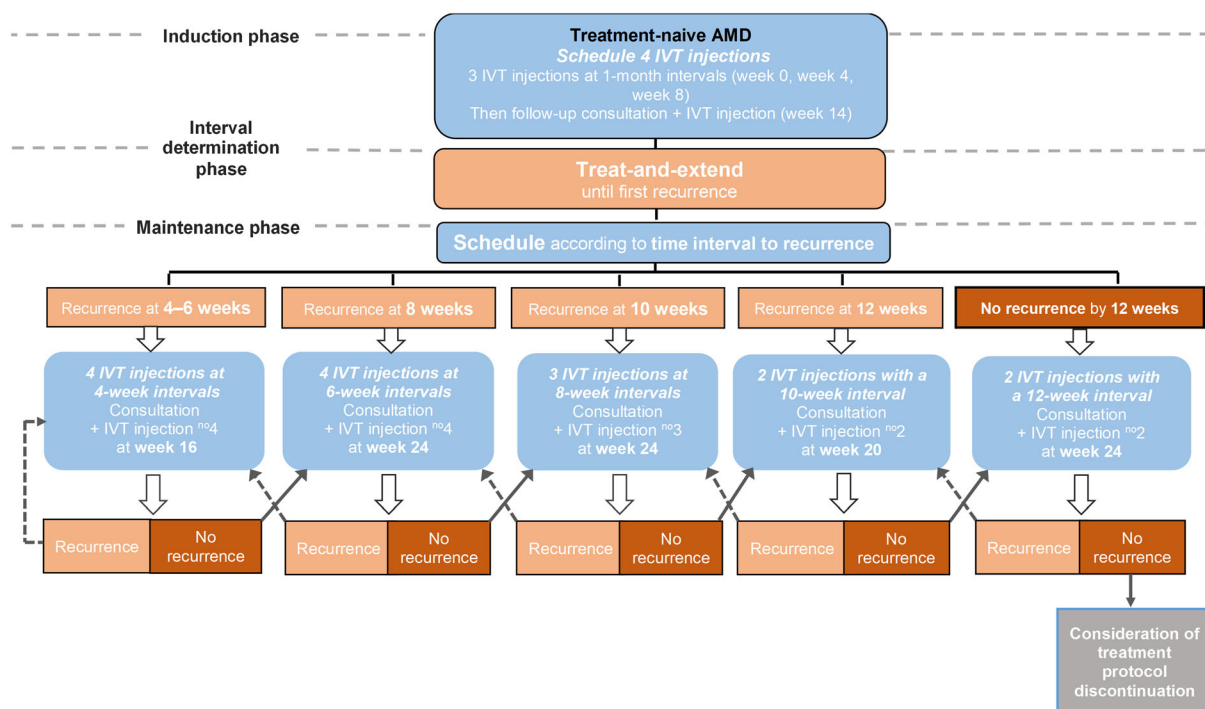 Induction phase
Treatment-naive AMD
Schedule 4 IVT injections
3 IVT injections at 1-month intervals (week 0, week 4,
week 8)
Then follow-up consultation + IVT injection (week 14)
Interval
determination
phase
Treat-and-extend
until first recurrence
Maintenance phase
Schedule according to time interval to recurrence
Recurrence at 4–6 weeks
Recurrence at 8 weeks
Recurrence at 10 weeks
Recurrence at 12 weeks
No recurrence by 12 weeks
4 IVT injections at
4-week intervals
Consultation
+ IVT injection nº4
at week 16
4 IVT injections at
6-week intervals
Consultation
+ IVT injection nº4
at week 24
3 IVT injections at
8-week intervals
Consultation
+ IVT injection nº3
at week 24
2 IVT injections with a
10-week interval
Consultation
+ IVT injection nº2
at week 20
2 IVT injections with
a 12-week interval
Consultation
+ IVT injection nº2
at week 24
Recurrence
No
recurrence
Recurrence
No
recurrence
Recurrence
No
recurrence
Recurrence
No
recurrence
Recurrence
No
recurrence
Consideration of
treatment
protocol
discontinuation